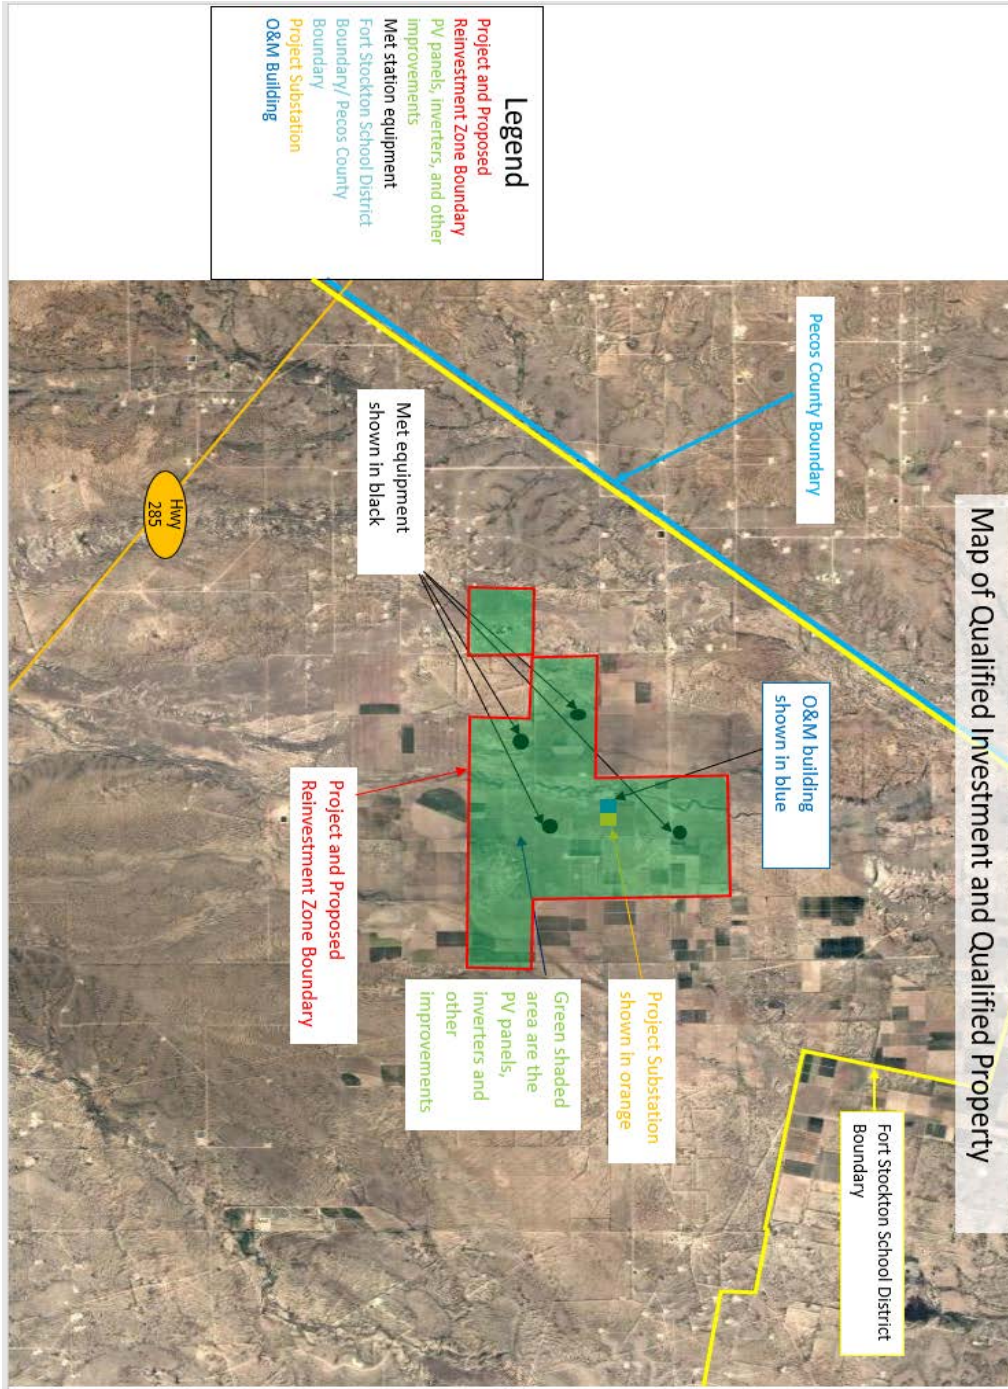 Map of Qualified Investment and Qualified Property
Legend
Project and Proposed
Reinvestment Zone Boundary
PV panels, inverters, and other
improvements
Met station equipment
Fort Stockton School District
Boundary/ Pecos County
Boundary
Project Substation
O&M Building
Pecos County Boundary
O&M building
shown in blue
Fort Stockton School District
Boundary
Met equipment
shown in black
Project Substation
shown in orange
Green shaded
area are the
PV panels,
inverters and
other
improvements
Project and Proposed
Reinvestment Zone Boundary
Hwy
285